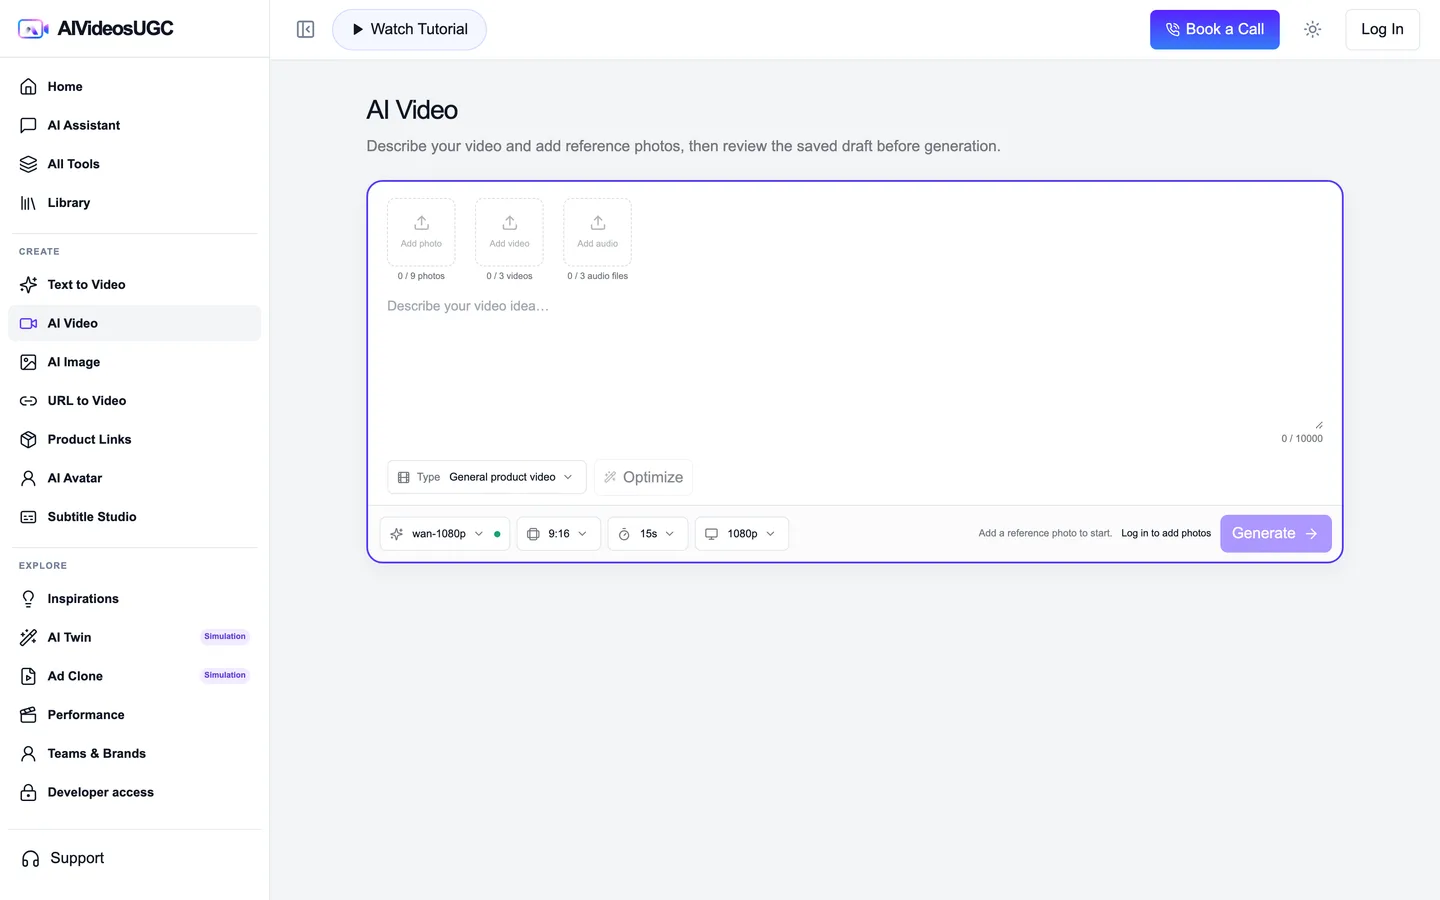 AIVideosUGC
Watch Tutorial
Book a Call
Log In
Home
AI Assistant
All Tools
Library
CREATE
Text to Video
AI Video
AI Image
URL to Video
Product Links
AI Avatar
Subtitle Studio
EXPLORE
Inspirations
AI Twin Simulation
Ad Clone Simulation
Performance
Teams & Brands
Developer access
Support
AI Video
Describe your video and add reference photos, then review the saved draft before generation.
Add photo
Add video
Add audio
0 / 9 photos
0 / 3 videos
0 / 3 audio files
Describe your video idea…
0 / 10000
Type General product video
Optimize
wan-1080p
9:16
15s
1080p
Add a reference photo to start. Log in to add photos
Generate